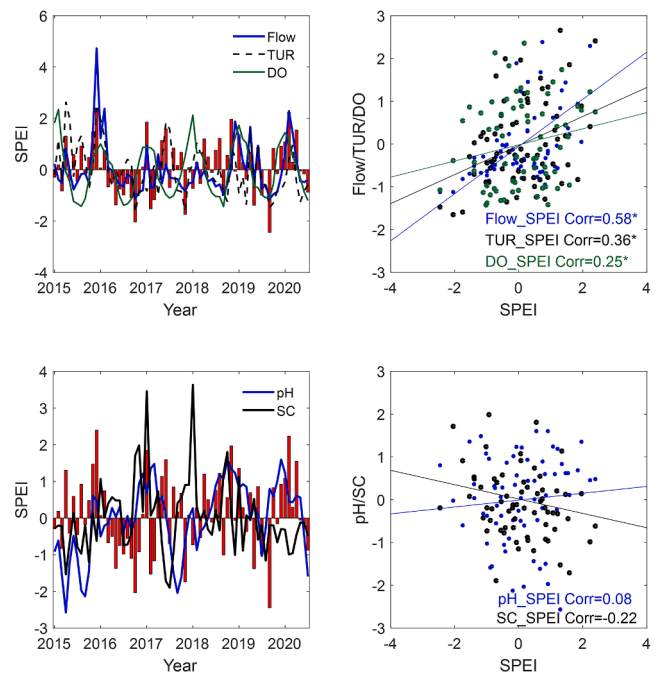 6
4
2
0
-2
-4
SPEI
Flow
TUR
DO
2015 2016 2017 2018 2019 2020
Year
3
2
1
0
-1
-2
-3
Flow/TUR/DO
Flow_SPEI Corr=0.58*
TUR_SPEI Corr=0.36*
DO_SPEI Corr=0.25*
-4 -2 0 2 4
SPEI
4
3
2
1
0
-1
-2
-3
SPEI
pH
SC
2015 2016 2017 2018 2019 2020
Year
3
2
1
0
-1
-2
-3
pH/SC
pH_SPEI Corr=0.08
SC_SPEI Corr=-0.22
-4 -2 0 2 4
SPEI